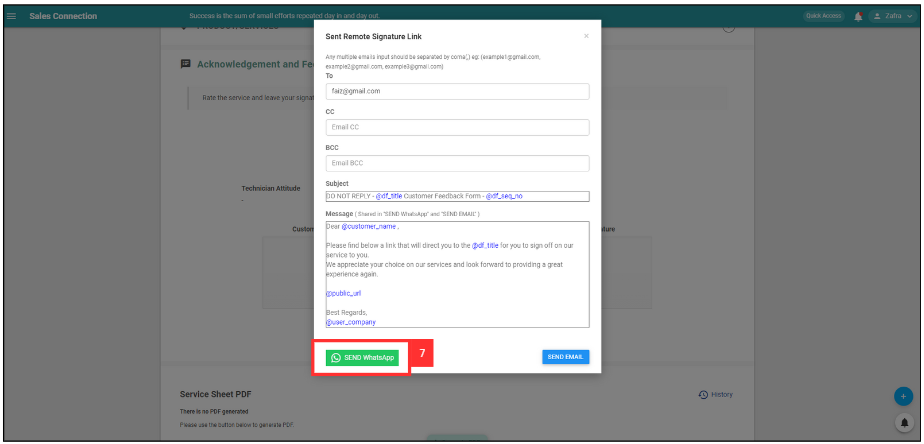 Sales Connection
Success is the sum of small efforts repeated day in and day out.
Quick Access
Zafra
Sent Remote Signature Link
×
Any multiple emails input should be separated by coma(,) eg: (example1@gmail.com,
example2@gmail.com, example3@gmail.com)
To
faiz@gmail.com
CC
Email CC
BCC
Email BCC
Subject
DO NOT REPLY - @df_title Customer Feedback Form - @df_seq_no
Message ( Shared in "SEND WhatsApp" and "SEND EMAIL" )
Dear @customer_name ,
Please find below a link that will direct you to the @df_title for you to sign off on our
service to you.
We appreciate your choice on our services and look forward to providing a great
experience again.
@public_url
Best Regards,
@user_company
SEND WhatsApp
7
SEND EMAIL
Acknowledgement and Fe
Rate the service and leave your signat
Technician Attitude
-
Custom
ature
Service Sheet PDF
History
There is no PDF generated
Please use the button below to generate PDF.